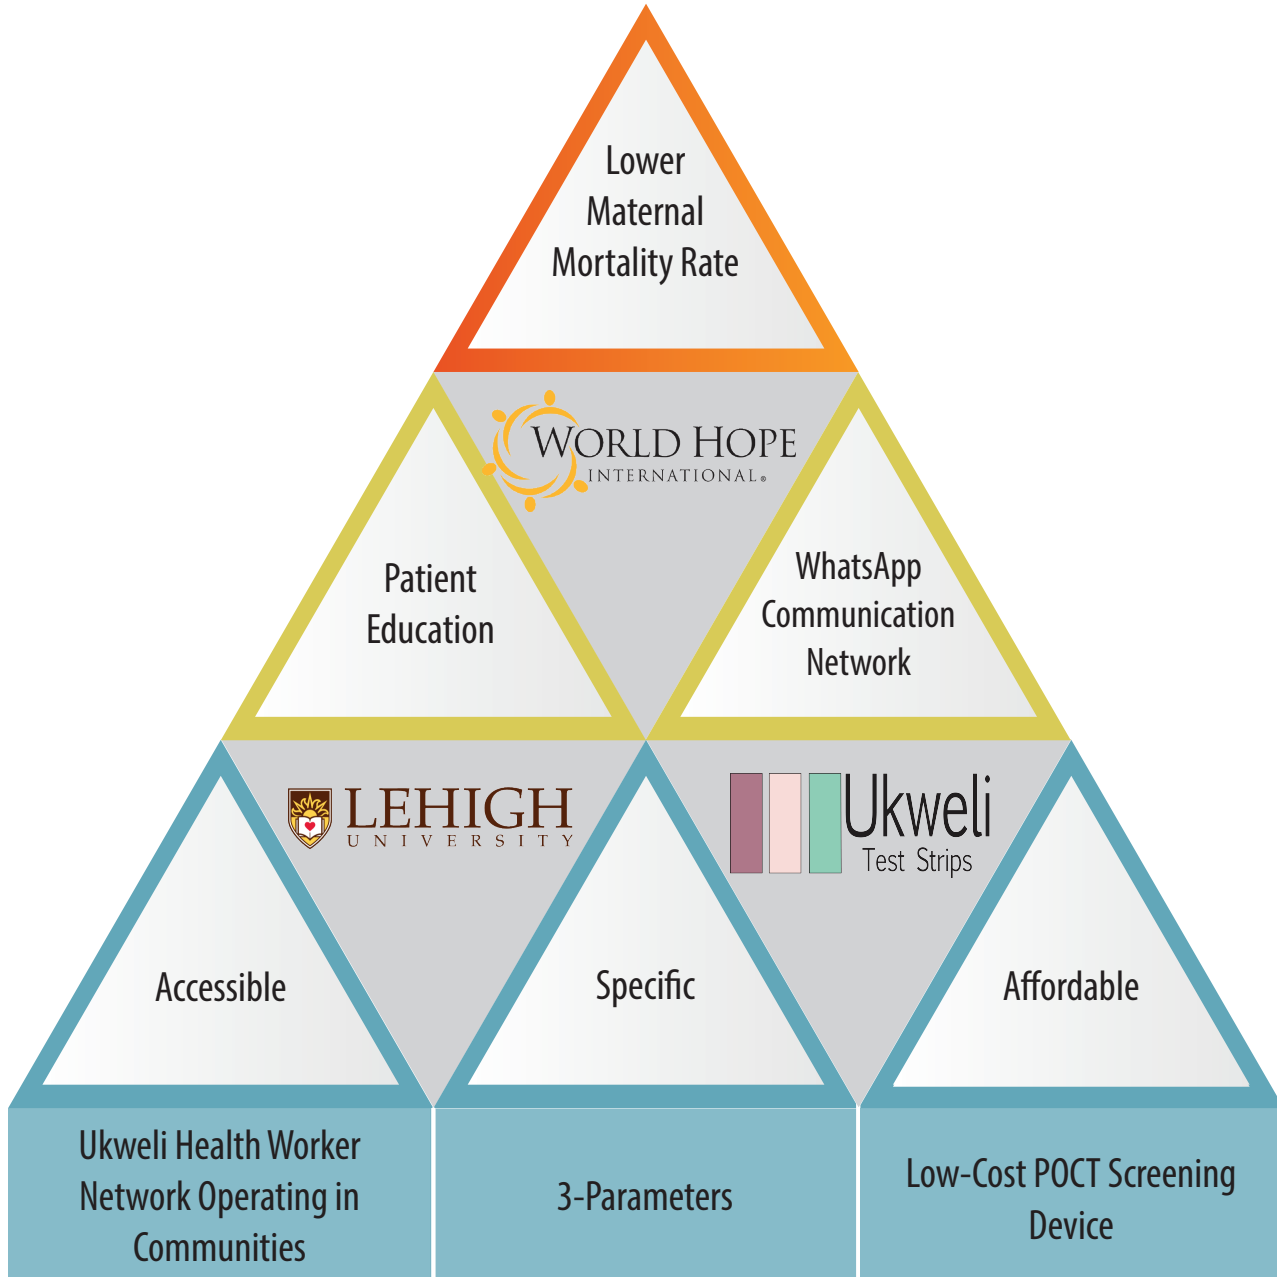 Lower
Maternal
Mortality Rate
WORLD HOPE
INTERNATIONAL®
Patient
Education
WhatsApp
Communication
Network
LEHIGH
UNIVERSITY
Ukweli
Test Strips
Accessible
Specific
Affordable
Ukweli Health Worker
Network Operating in
Communities
3-Parameters
Low-Cost POCT Screening
Device